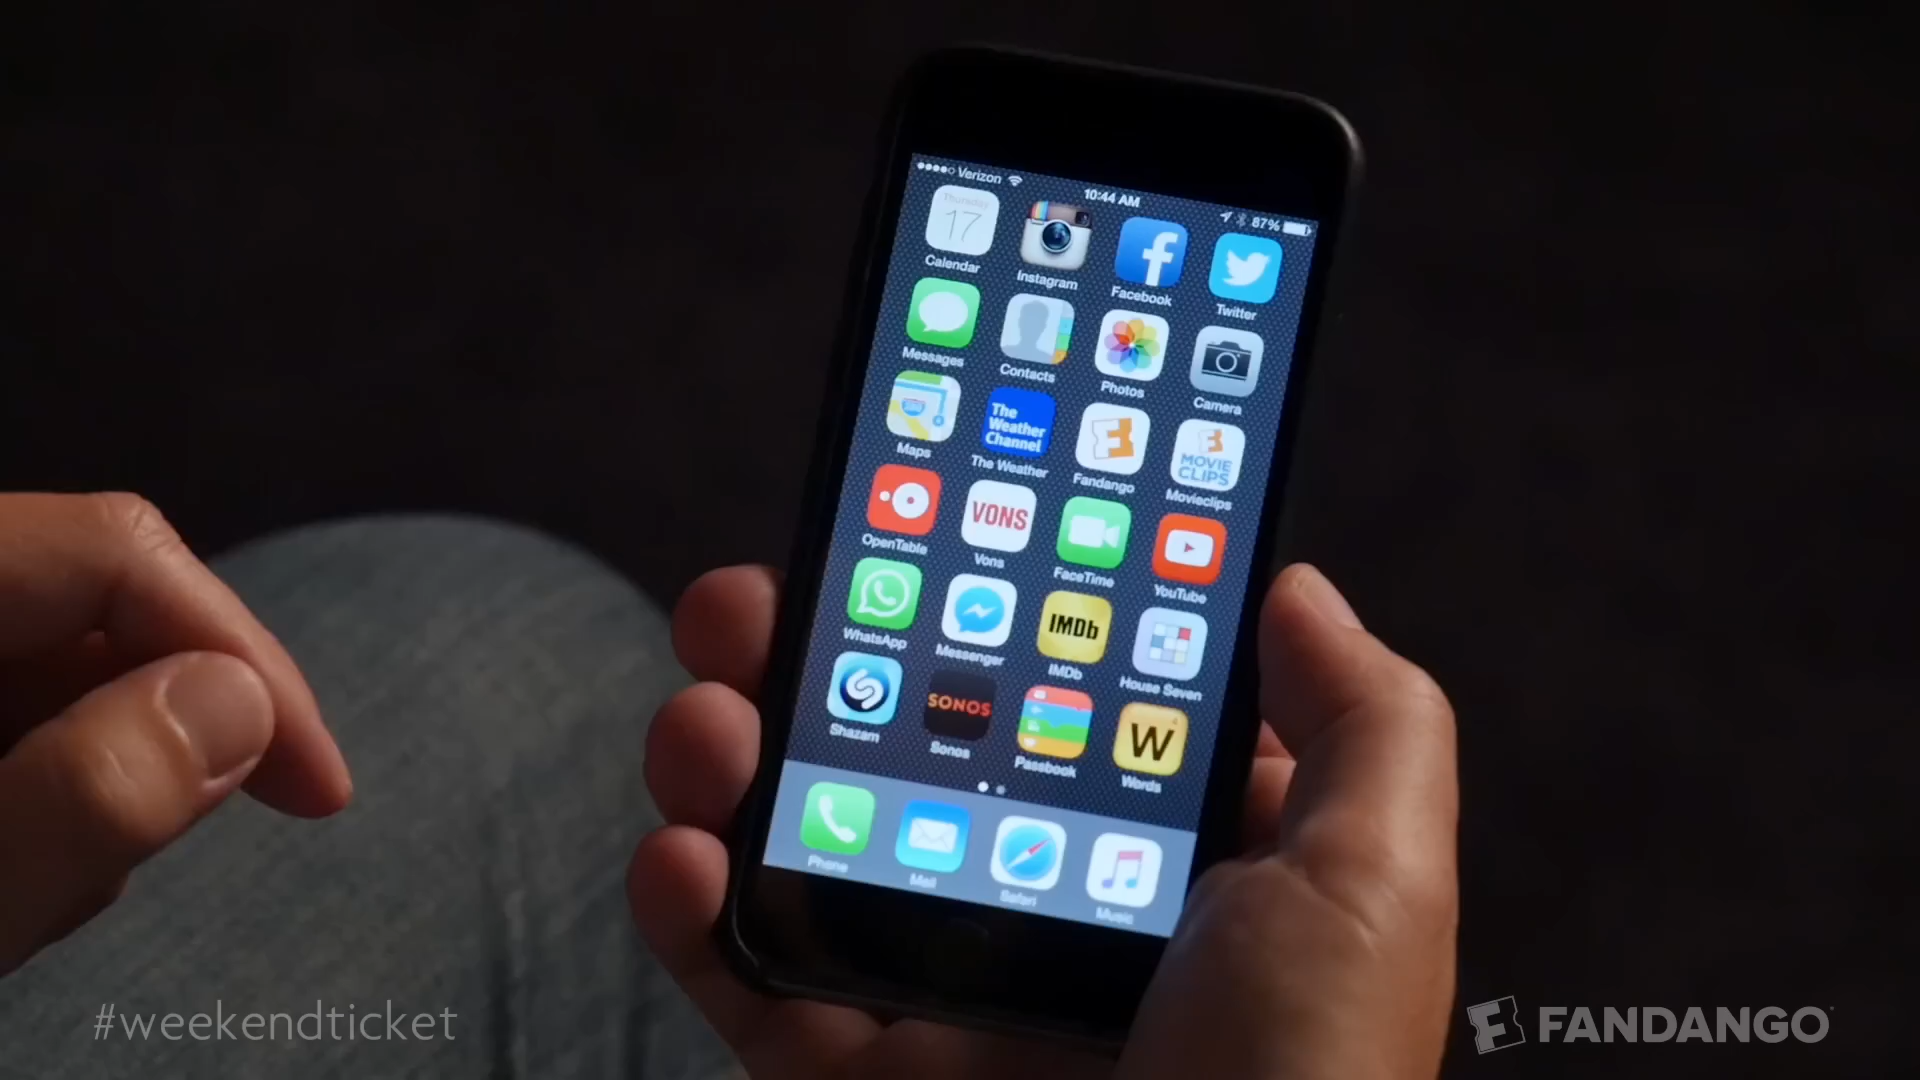 Verizon 10:44 AM 87%
Thursday
17
Calendar Instagram Facebook Twitter
Messages Contacts Photos Camera
The
Weather
Channel
MOVIE
CLIPS
Maps The Weather Fandango Movieclips
VONS
OpenTable Vons FaceTime YouTube
IMDb
WhatsApp Messenger IMDb House Seven
SONOS
W
Shazam Sonos Passbook Words
Phone Mail Safari Music
#weekendticket
FANDANGO